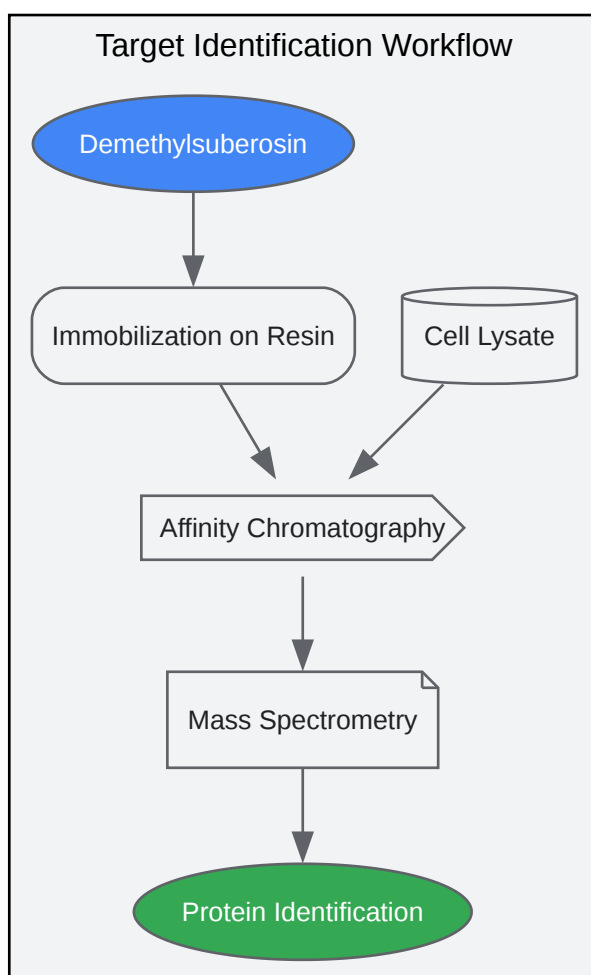 Target Identification Workflow
Demethylsuberosin
Immobilization on Resin
Cell Lysate
Affinity Chromatography
Mass Spectrometry
Protein Identification